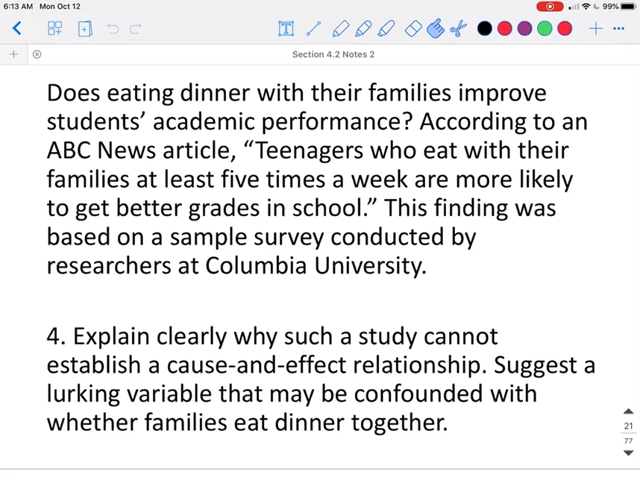 6:13 AM Mon Oct 12
99%
T
Section 4.2 Notes 2
Does eating dinner with their families improve
students’ academic performance? According to an
ABC News article, “Teenagers who eat with their
families at least five times a week are more likely
to get better grades in school.” This finding was
based on a sample survey conducted by
researchers at Columbia University.
4. Explain clearly why such a study cannot
establish a cause-and-effect relationship. Suggest a
lurking variable that may be confounded with
whether families eat dinner together.
21
77